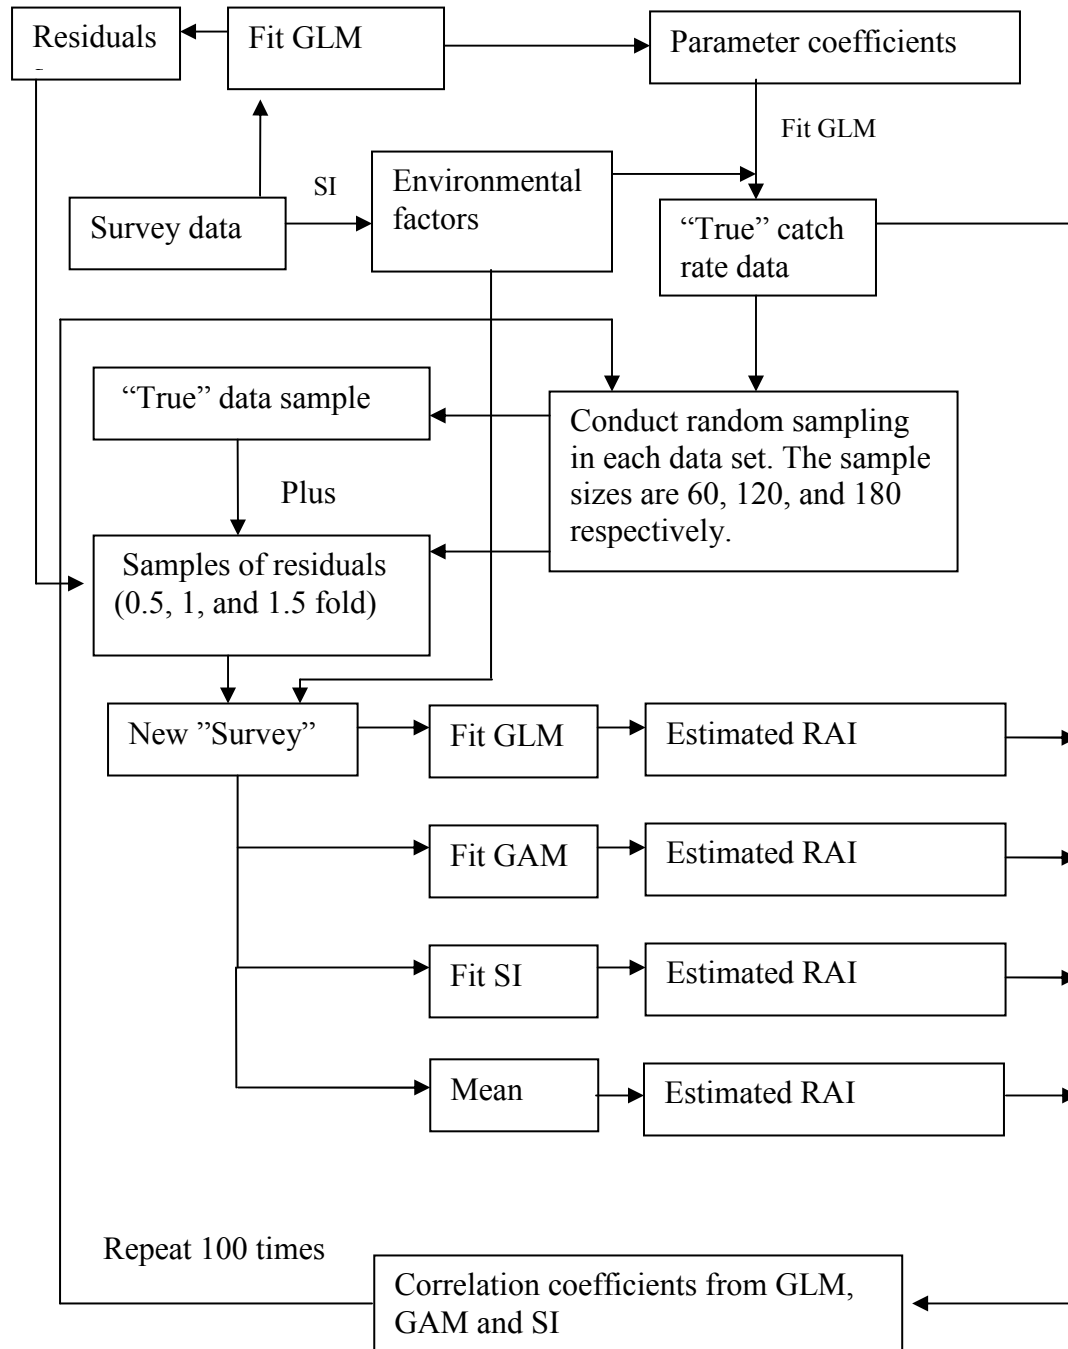 Residuals
Fit GLM
Parameter coefficients
Fit GLM
SI
Environmental
factors
Survey data
“True” catch
rate data
“True” data sample
Conduct random sampling
in each data set. The sample
sizes are 60, 120, and 180
respectively.
Plus
Samples of residuals
(0.5, 1, and 1.5 fold)
New ”Survey”
Fit GLM
Estimated RAI
Fit GAM
Estimated RAI
Fit SI
Estimated RAI
Mean
Estimated RAI
Repeat 100 times
Correlation coefficients from GLM,
GAM and SI